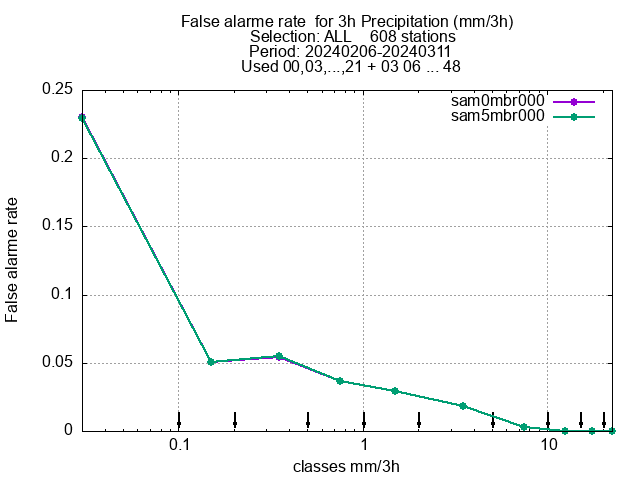 False alarme rate  for 3h Precipitation (mm/3h)
Selection: ALL    608 stations
Period: 20240206-20240311
Used 00,03,...,21 + 03 06 ... 48
sam0mbr000
sam5mbr000
0.25
0.2
0.15
0.1
0.05
0
False alarme rate
0.1 1 10
classes mm/3h